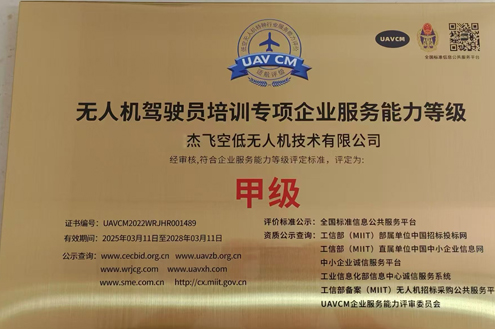 UAV CM
UAVCM
全国标准信息公共服务平台
无人机驾驶员培训专项企业服务能力等级
杰飞空低无人机技术有限公司
经审核,符合企业服务能力等级评定标准，评定为:
甲级
证书编号：UAVCM2022WRJHR001489
有效期期：2025年03月11日至2028年03月11日
公示查询：www.cecbid.org.cn www.uavzb.org.cn
www.wrjcg.com www.uavxh.com
www.sme.com.cn http://cx.miit.gov.cn
评价标准公示：全国标准信息公共服务平台
资质公示查询：工信部（MIIT）部属单位中国招标投标网
工信部（MIIT）直属单位中国中小企业信息网
中小企业诚信服务平台
工业信息化部信息中心诚信服务系统
工信部备案（MIIT）无人机招标采购公共服务平
UAVCM企业服务能力评审委员会